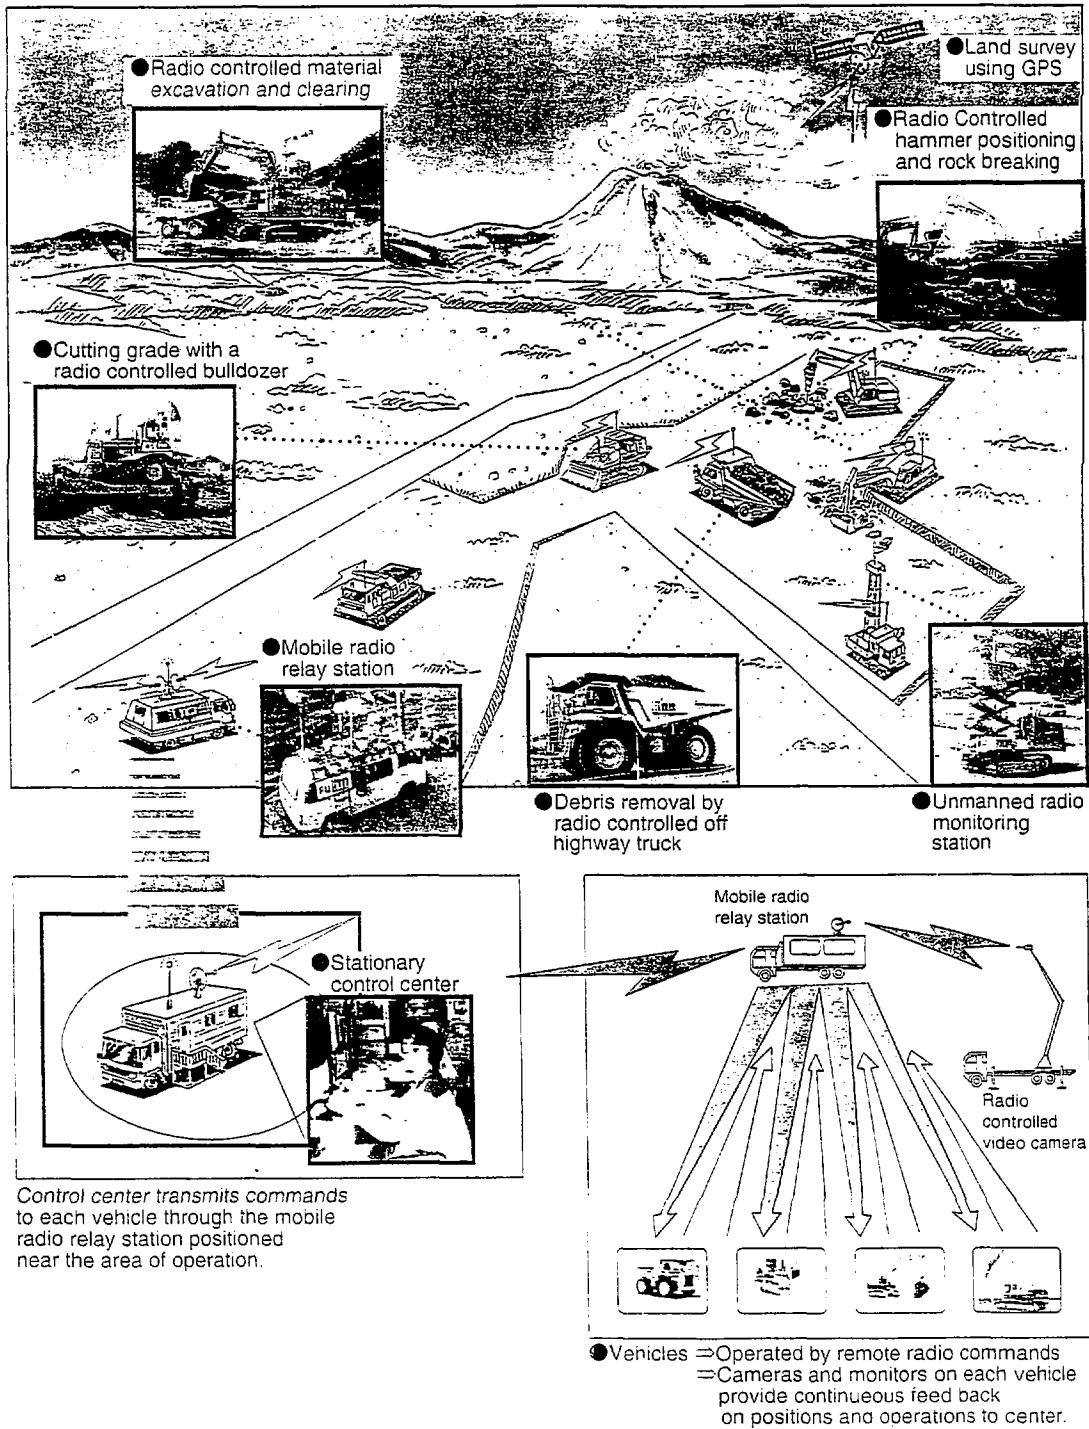 ●Radio controlled material
excavation and clearing
●Land survey
using GPS
●Radio Controlled
hammer positioning
and rock breaking
●Cutting grade with a
radio controlled bulldozer
●Mobile radio
relay station
●Debris removal by
radio controlled off
highway truck
●Unmanned radio
monitoring
station
●Stationary
control center
Control center transmits commands
to each vehicle through the mobile
radio relay station positioned
near the area of operation.
Mobile radio
relay station
Radio
controlled
video camera
●Vehicles ⇒Operated by remote radio commands
⇒Cameras and monitors on each vehicle
provide continueous feed back
on positions and operations to center.